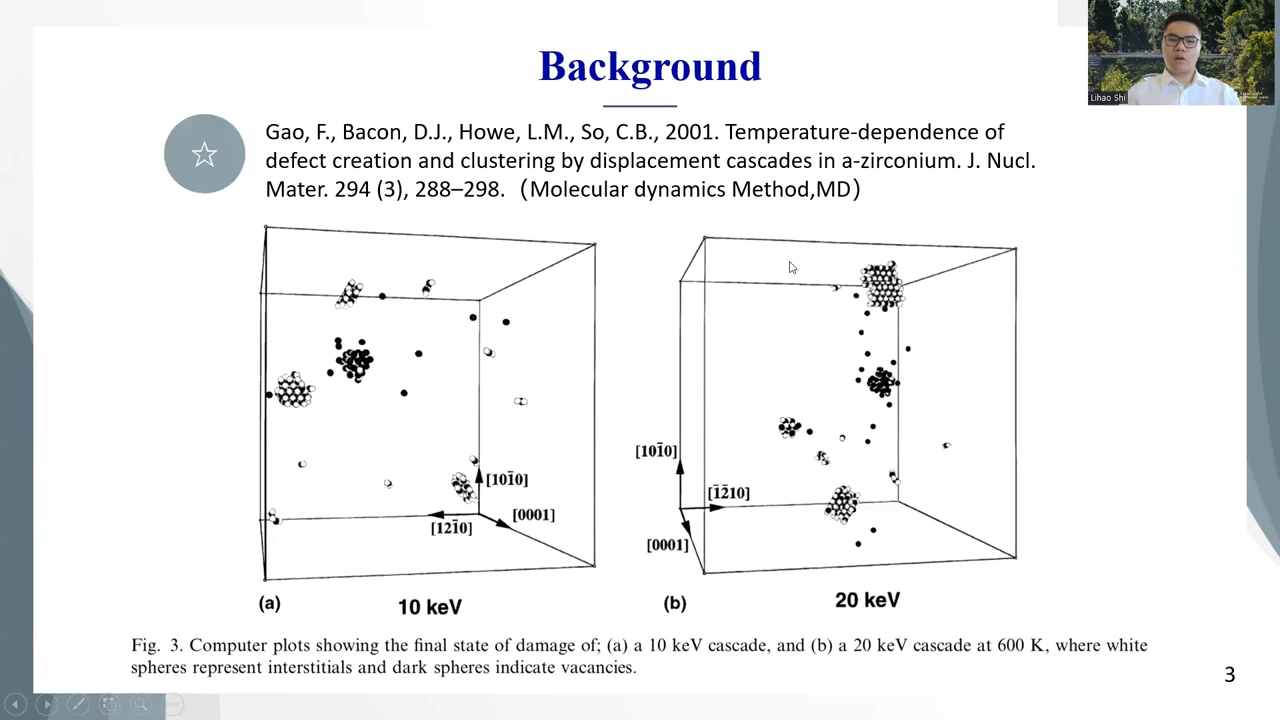 Background
Lihao Shi
Gao, F., Bacon, D.J., Howe, L.M., So, C.B., 2001. Temperature-dependence of
defect creation and clustering by displacement cascades in a-zirconium. J. Nucl.
Mater. 294 (3), 288–298.（Molecular dynamics Method,MD）
[101̄0]
[0001]
[121̄0]
[101̄0]
[1̄2̄10]
[0001]
(a) 10 keV
(b) 20 keV
Fig. 3. Computer plots showing the final state of damage of; (a) a 10 keV cascade, and (b) a 20 keV cascade at 600 K, where white
spheres represent interstitials and dark spheres indicate vacancies.
3